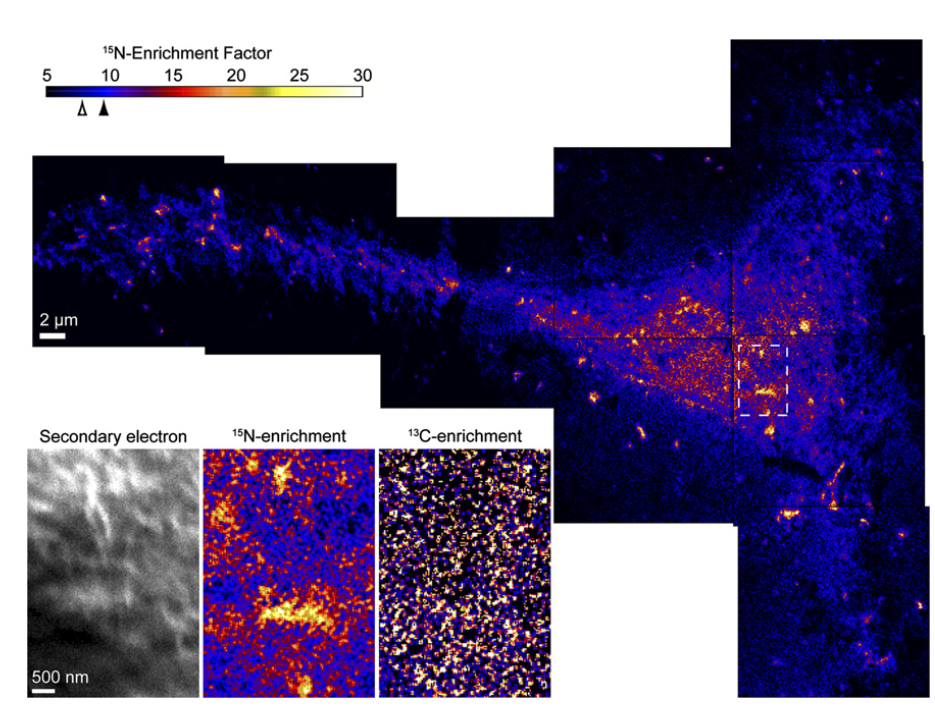 ¹⁵N-Enrichment Factor
5 10 15 20 25 30
2 μm
Secondary electron
¹⁵N-enrichment
¹³C-enrichment
500 nm